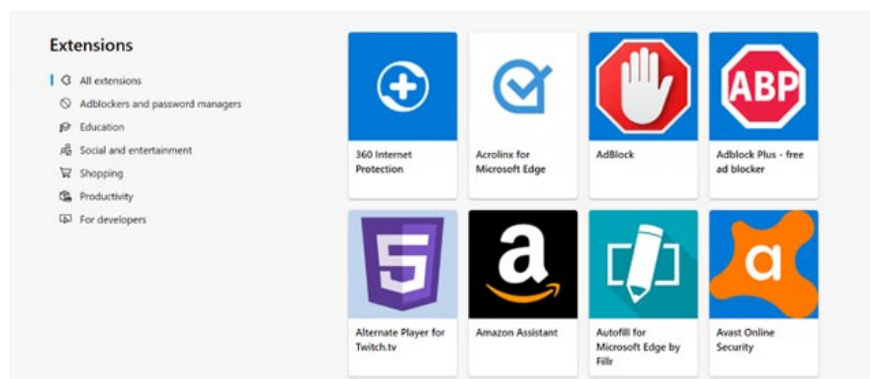 Extensions
All extensions
Adblockers and password managers
Education
Social and entertainment
Shopping
Productivity
For developers
360 Internet
Protection
Acrolinx for
Microsoft Edge
AdBlock
ABP
Adblock Plus - free
ad blocker
5
Alternate Player for
Twitch.tv
a
Amazon Assistant
Autofill for
Microsoft Edge by
Fillr
a
Avast Online
Security